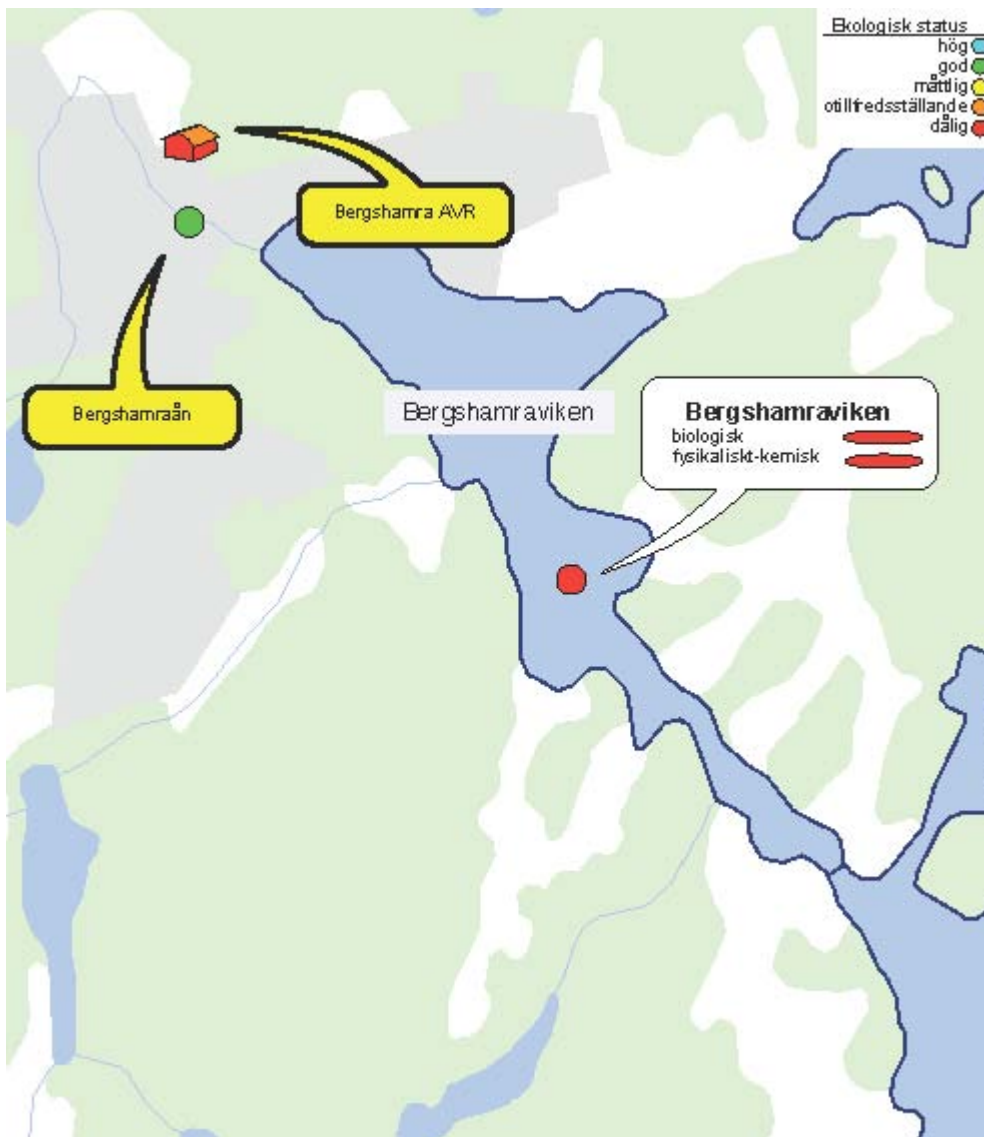 Ekologisk status
hög
god
måttlig
otillfredsställande
dålig
Bergshamra AVR
Bergshamraån
Bergshamraviken
Bergshamraviken
biologisk
fysikaliskt-kemisk